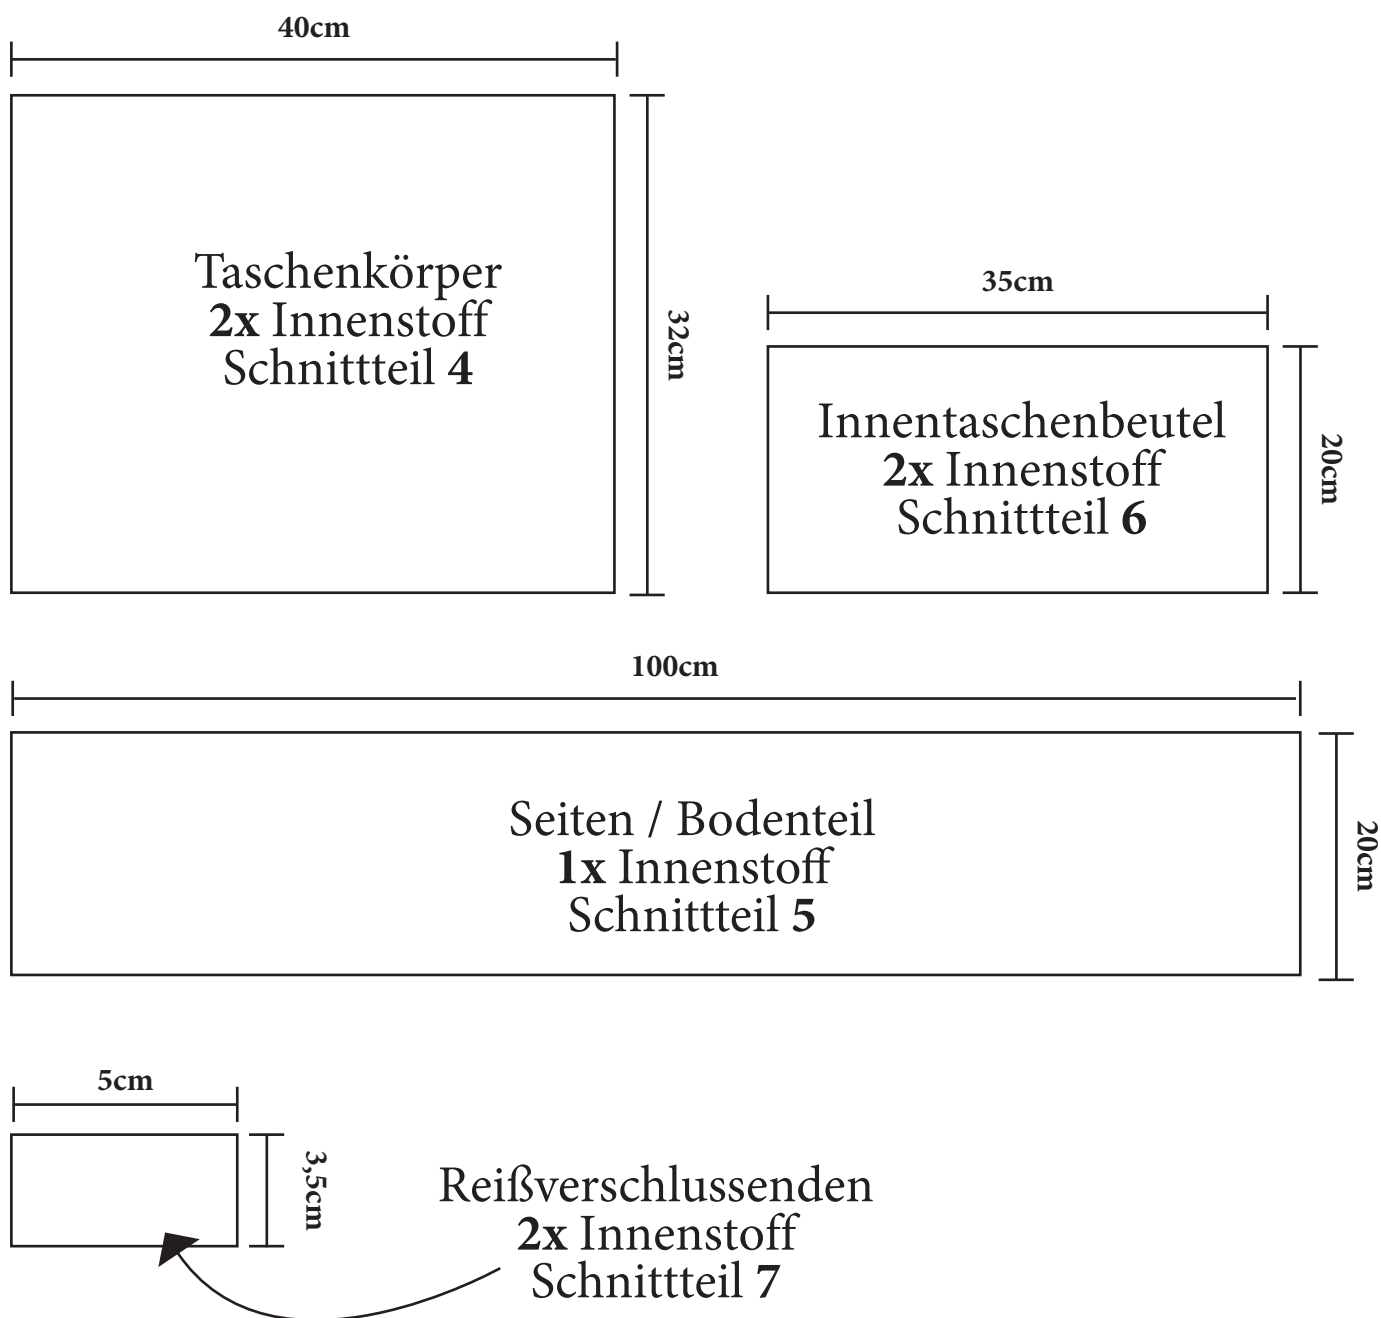 40cm
Taschenkörper
2x Innenstoff
Schnittteil 4
32cm
35cm
Innentaschenbeutel
2x Innenstoff
Schnittteil 6
20cm
100cm
Seiten / Bodenteil
1x Innenstoff
Schnittteil 5
20cm
5cm
3,5cm
Reißverschlussenden
2x Innenstoff
Schnittteil 7